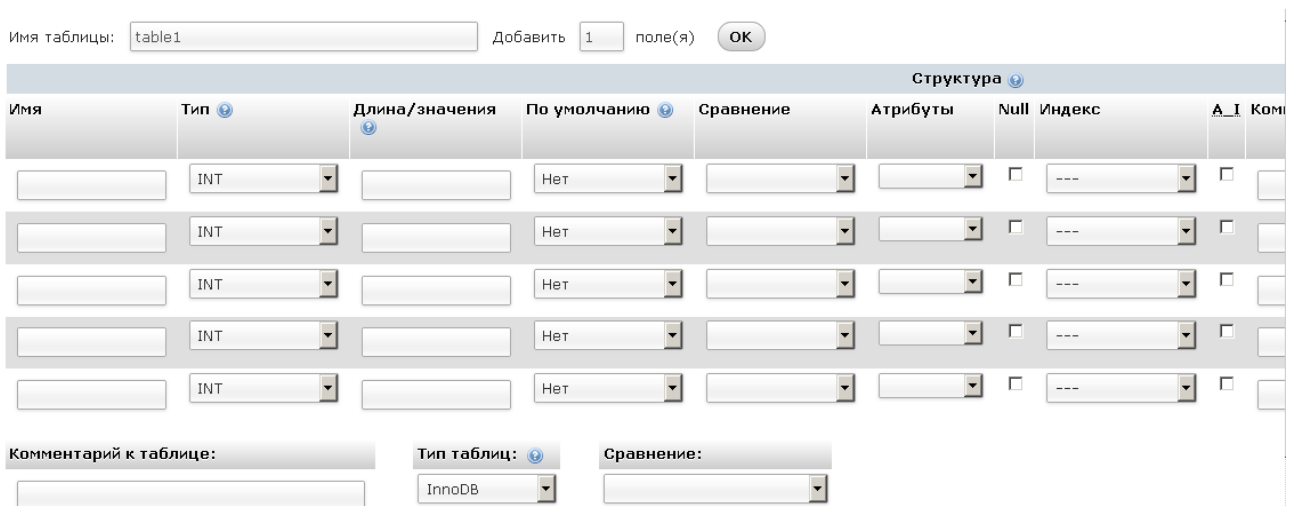 Имя таблицы: table1 Добавить 1 поле(я) OK
Структура
Имя Тип Длина/значения По умолчанию Сравнение Атрибуты Null Индекс A_I
INT Нет ---
INT Нет ---
INT Нет ---
INT Нет ---
INT Нет ---
Комментарий к таблице: Тип таблиц: Сравнение:
InnoDB